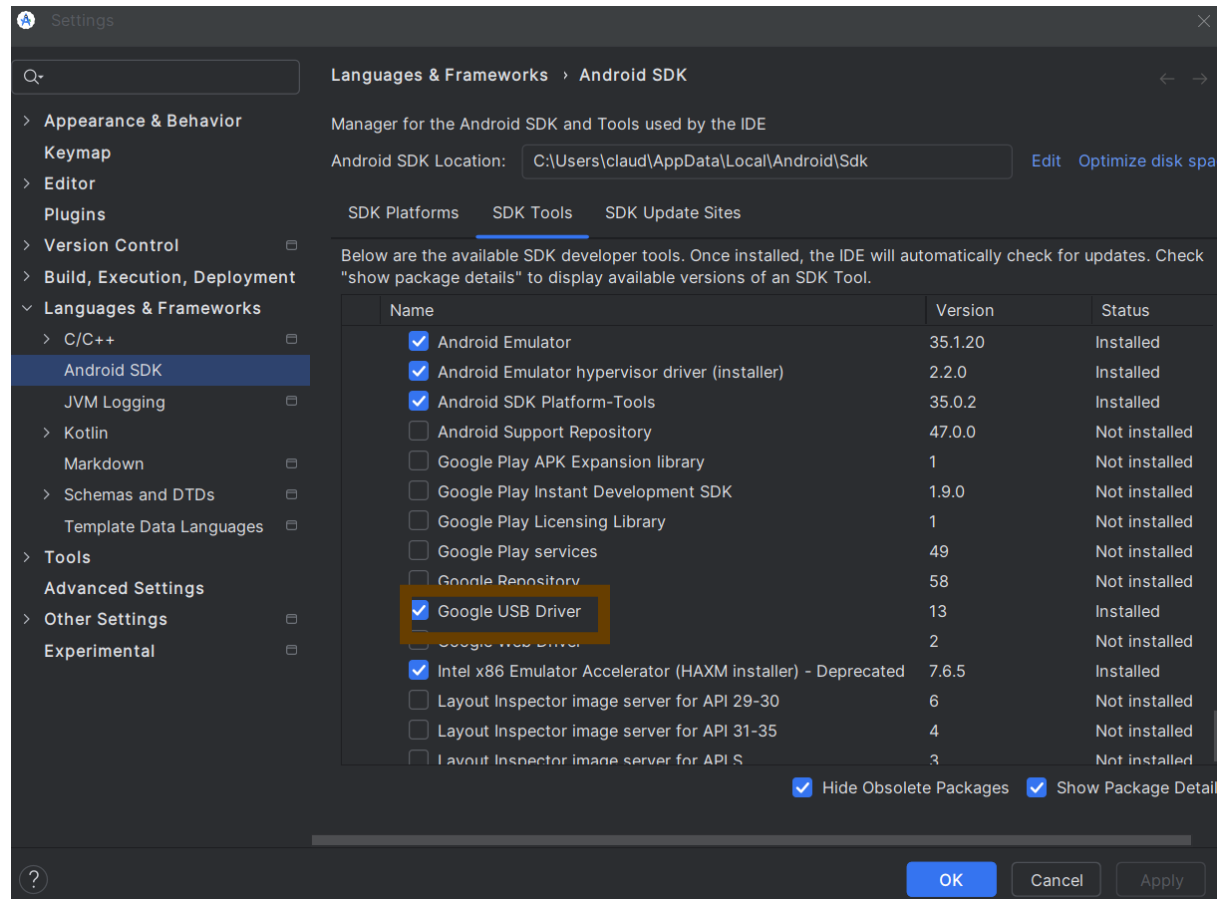 Settings
Languages & Frameworks › Android SDK
Appearance & Behavior
Keymap
Editor
Plugins
Version Control
Build, Execution, Deployment
Languages & Frameworks
C/C++
Android SDK
JVM Logging
Kotlin
Markdown
Schemas and DTDs
Template Data Languages
Tools
Advanced Settings
Other Settings
Experimental
Manager for the Android SDK and Tools used by the IDE
Android SDK Location: C:\Users\claud\AppData\Local\Android\Sdk Edit Optimize disk spa
SDK Platforms SDK Tools SDK Update Sites
Below are the available SDK developer tools. Once installed, the IDE will automatically check for updates. Check
"show package details" to display available versions of an SDK Tool.
Name Version Status
Android Emulator 35.1.20 Installed
Android Emulator hypervisor driver (installer) 2.2.0 Installed
Android SDK Platform-Tools 35.0.2 Installed
Android Support Repository 47.0.0 Not installed
Google Play APK Expansion library 1 Not installed
Google Play Instant Development SDK 1.9.0 Not installed
Google Play Licensing Library 1 Not installed
Google Play services 49 Not installed
Google Repository 58 Not installed
Google USB Driver 13 Installed
Google Web Driver 2 Not installed
Intel x86 Emulator Accelerator (HAXM installer) - Deprecated 7.6.5 Installed
Layout Inspector image server for API 29-30 6 Not installed
Layout Inspector image server for API 31-35 4 Not installed
Layout Inspector image server for API S 3 Not installed
Hide Obsolete Packages Show Package Detail
? OK Cancel Apply